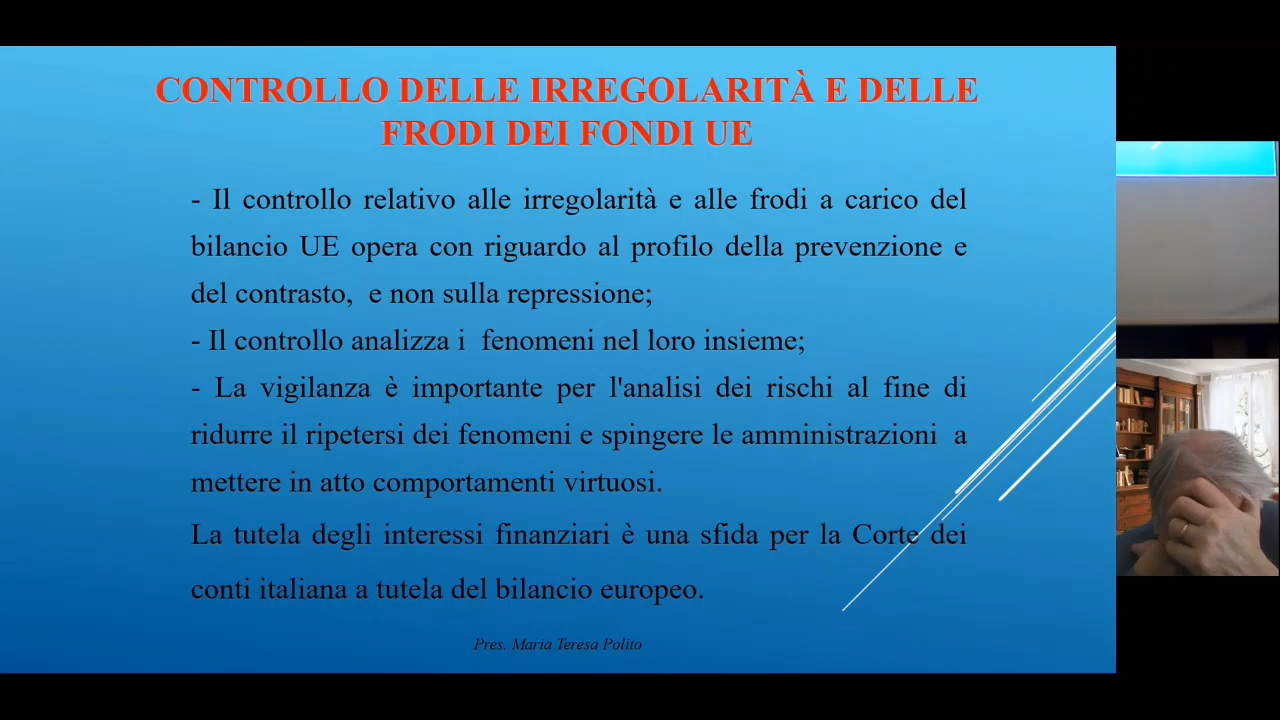 CONTROLLO DELLE IRREGOLARITÀ E DELLE
FRODI DEI FONDI UE
- Il controllo relativo alle irregolarità e alle frodi a carico del
bilancio UE opera con riguardo al profilo della prevenzione e
del contrasto,  e non sulla repressione;
- Il controllo analizza i  fenomeni nel loro insieme;
- La vigilanza è importante per l'analisi dei rischi al fine di
ridurre il ripetersi dei fenomeni e spingere le amministrazioni  a
mettere in atto comportamenti virtuosi.
La tutela degli interessi finanziari è una sfida per la Corte dei
conti italiana a tutela del bilancio europeo.
Pres. Maria Teresa Polito